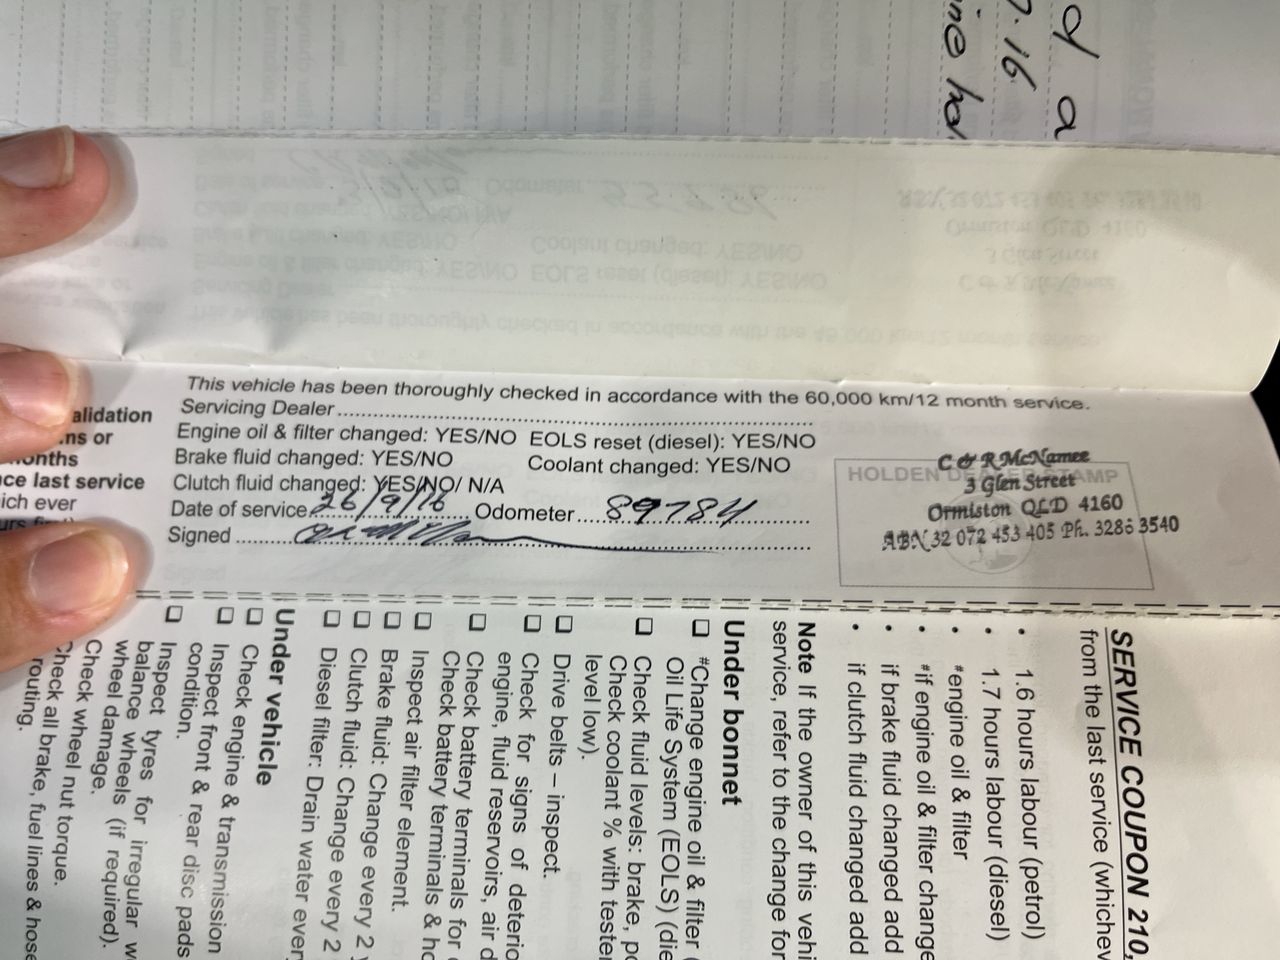 d a
.16
ine ho
This vehicle has been thoroughly checked in accordance with the 60,000 km/12 month service.
Servicing Dealer
Engine oil & filter changed: YES/NO EOLS reset (diesel): YES/NO
Brake fluid changed: YES/NO Coolant changed: YES/NO
Clutch fluid changed: YES/NO/ N/A
Date of service 26/9/16 Odometer 89784
Signed
alidation
ns or
onths
ce last service
ich ever
HOLDEN DEALER STAMP
C & R McNamee
3 Glen Street
Ormiston QLD 4160
ABN 32 072 453 405 Ph. 3286 3540
SERVICE COUPON 210,
from the last service (whichev
• 1.6 hours labour (petrol)
• 1.7 hours labour (diesel)
• #engine oil & filter
• #if engine oil & filter change
• if brake fluid changed add
• if clutch fluid changed add
Note If the owner of this vehi
service, refer to the change for
Under bonnet
❑ #Change engine oil & filter (
Oil Life System (EOLS) (die
❑ Check fluid levels: brake, po
Check coolant % with tester
level low).
❑ Drive belts – inspect.
❑ Check for signs of deterio
engine, fluid reservoirs, air d
❑ Check battery terminals for
Check battery terminals & ho
❑ Inspect air filter element.
❑ Brake fluid: Change every 2 y
❑ Clutch fluid: Change every 2
❑ Diesel filter: Drain water ever
Under vehicle
❑ Check engine & transmission
❑ Inspect front & rear disc pads
condition.
❑ Inspect tyres for irregular w
balance wheels (if required).
wheel damage.
Check wheel nut torque.
Check all brake, fuel lines & hose
routing.